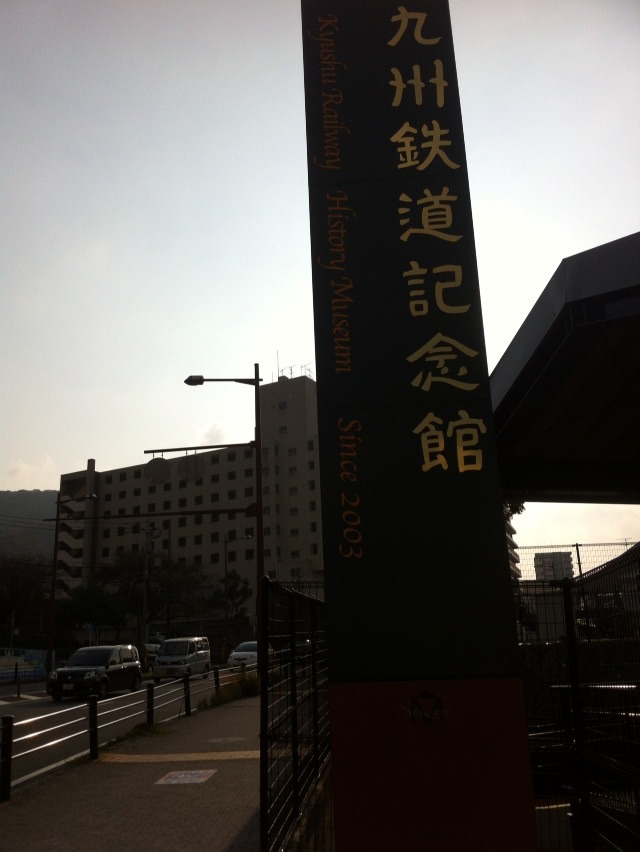 九州鉄道記念館
Kyushu Railway History Museum Since 2003